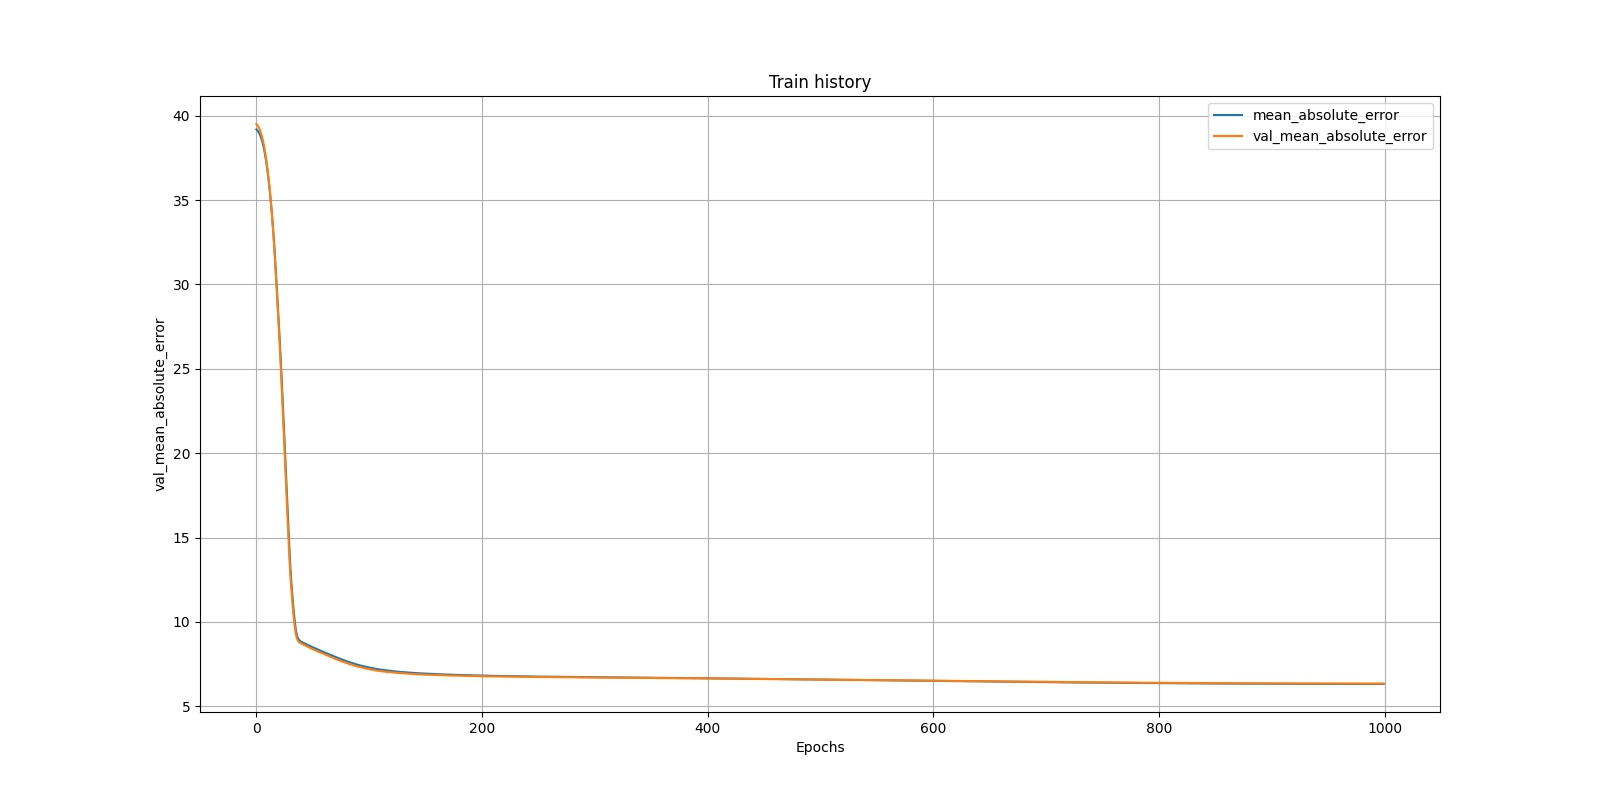 Train history
mean_absolute_error
val_mean_absolute_error
val_mean_absolute_error
40
35
30
25
20
15
10
5
0 200 400 600 800 1000
Epochs